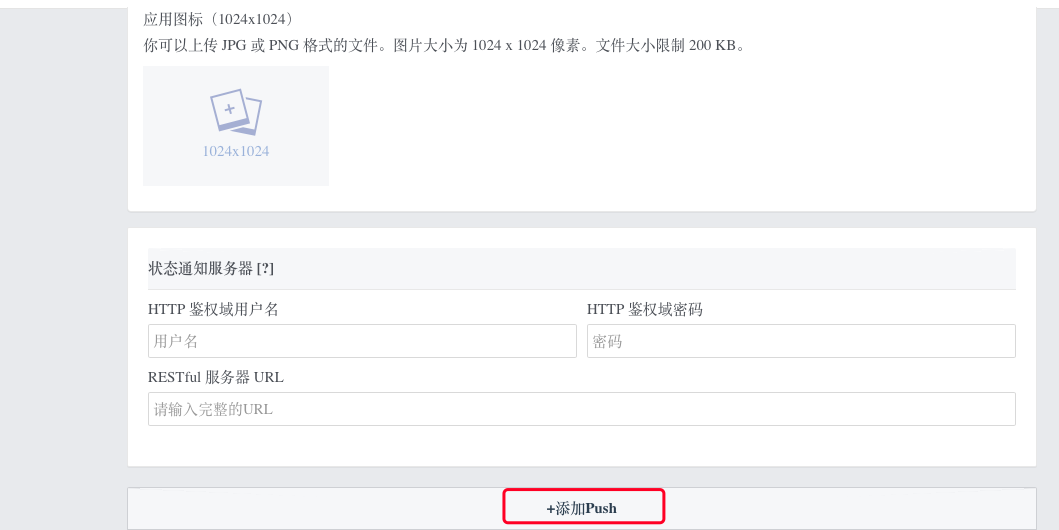 应用图标（1024x1024）
你可以上传 JPG 或 PNG 格式的文件。图片大小为 1024 x 1024 像素。文件大小限制 200 KB。
1024x1024
状态通知服务器 [?]
HTTP 鉴权域用户名
HTTP 鉴权域密码
用户名
密码
RESTful 服务器 URL
请输入完整的URL
+添加Push